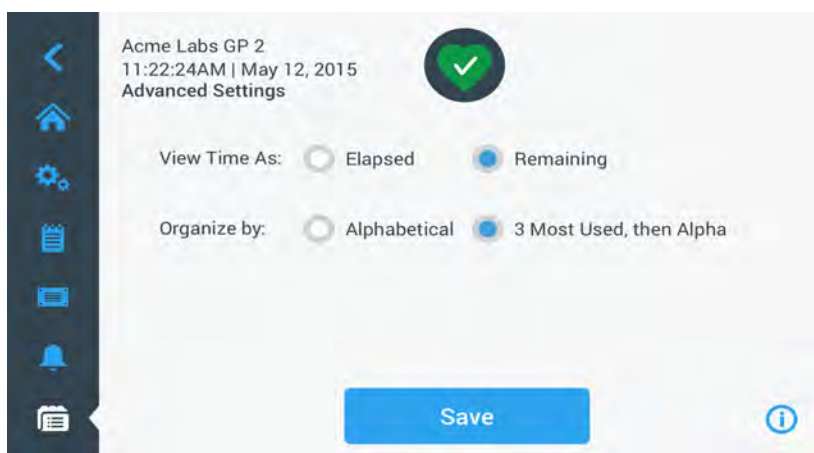 Acme Labs GP 2
11:22:24AM | May 12, 2015
Advanced Settings
View Time As: Elapsed Remaining
Organize by: Alphabetical 3 Most Used, then Alpha
Save